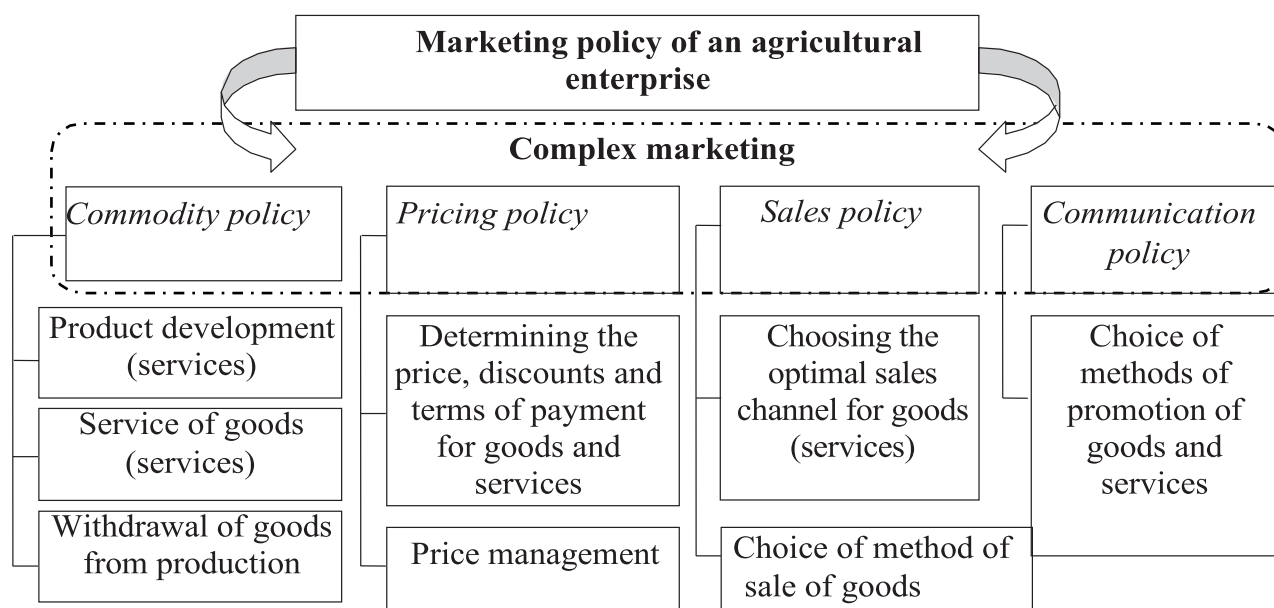 Marketing policy of an agricultural
enterprise
Complex marketing
Commodity policy
Pricing policy
Sales policy
Communication
policy
Product development
(services)
Service of goods
(services)
Withdrawal of goods
from production
Determining the
price, discounts and
terms of payment
for goods and
services
Price management
Choosing the
optimal sales
channel for goods
(services)
Choice of method of
sale of goods
Choice of
methods of
promotion of
goods and
services